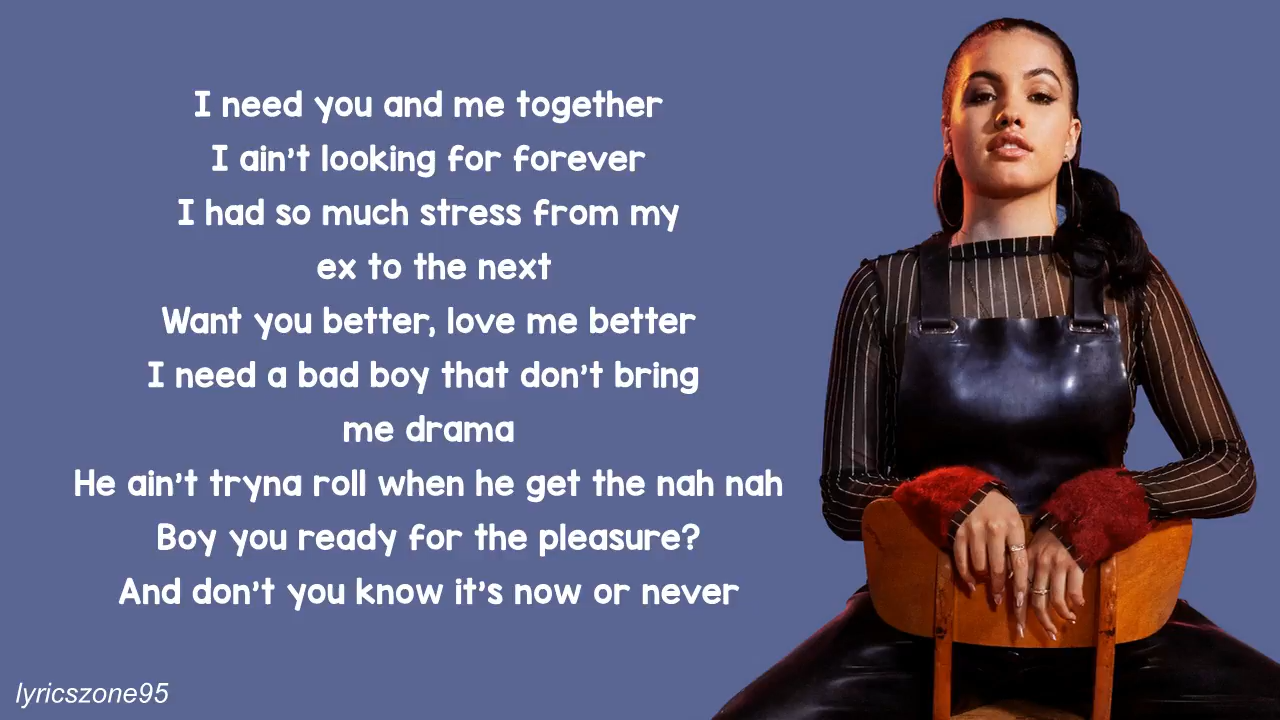 I need you and me together
I ain't looking for forever
I had so much stress from my
ex to the next
Want you better, love me better
I need a bad boy that don't bring
me drama
He ain't tryna roll when he get the nah nah
Boy you ready for the pleasure?
And don't you know it's now or never
lyricszone95